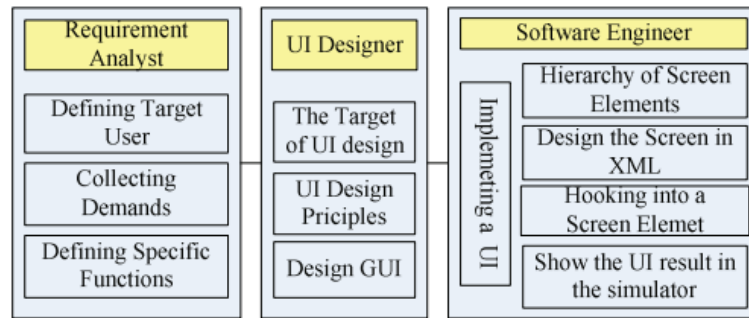 Requirement
Analyst
Defining Target
User
Collecting
Demands
Defining Specific
Functions
UI Designer
The Target
of UI design
UI Design
Priciples
Design GUI
Software Engineer
Implemeting a UI
Hierarchy of Screen
Elements
Design the Screen in
XML
Hooking into a
Screen Elemet
Show the UI result in
the simulator